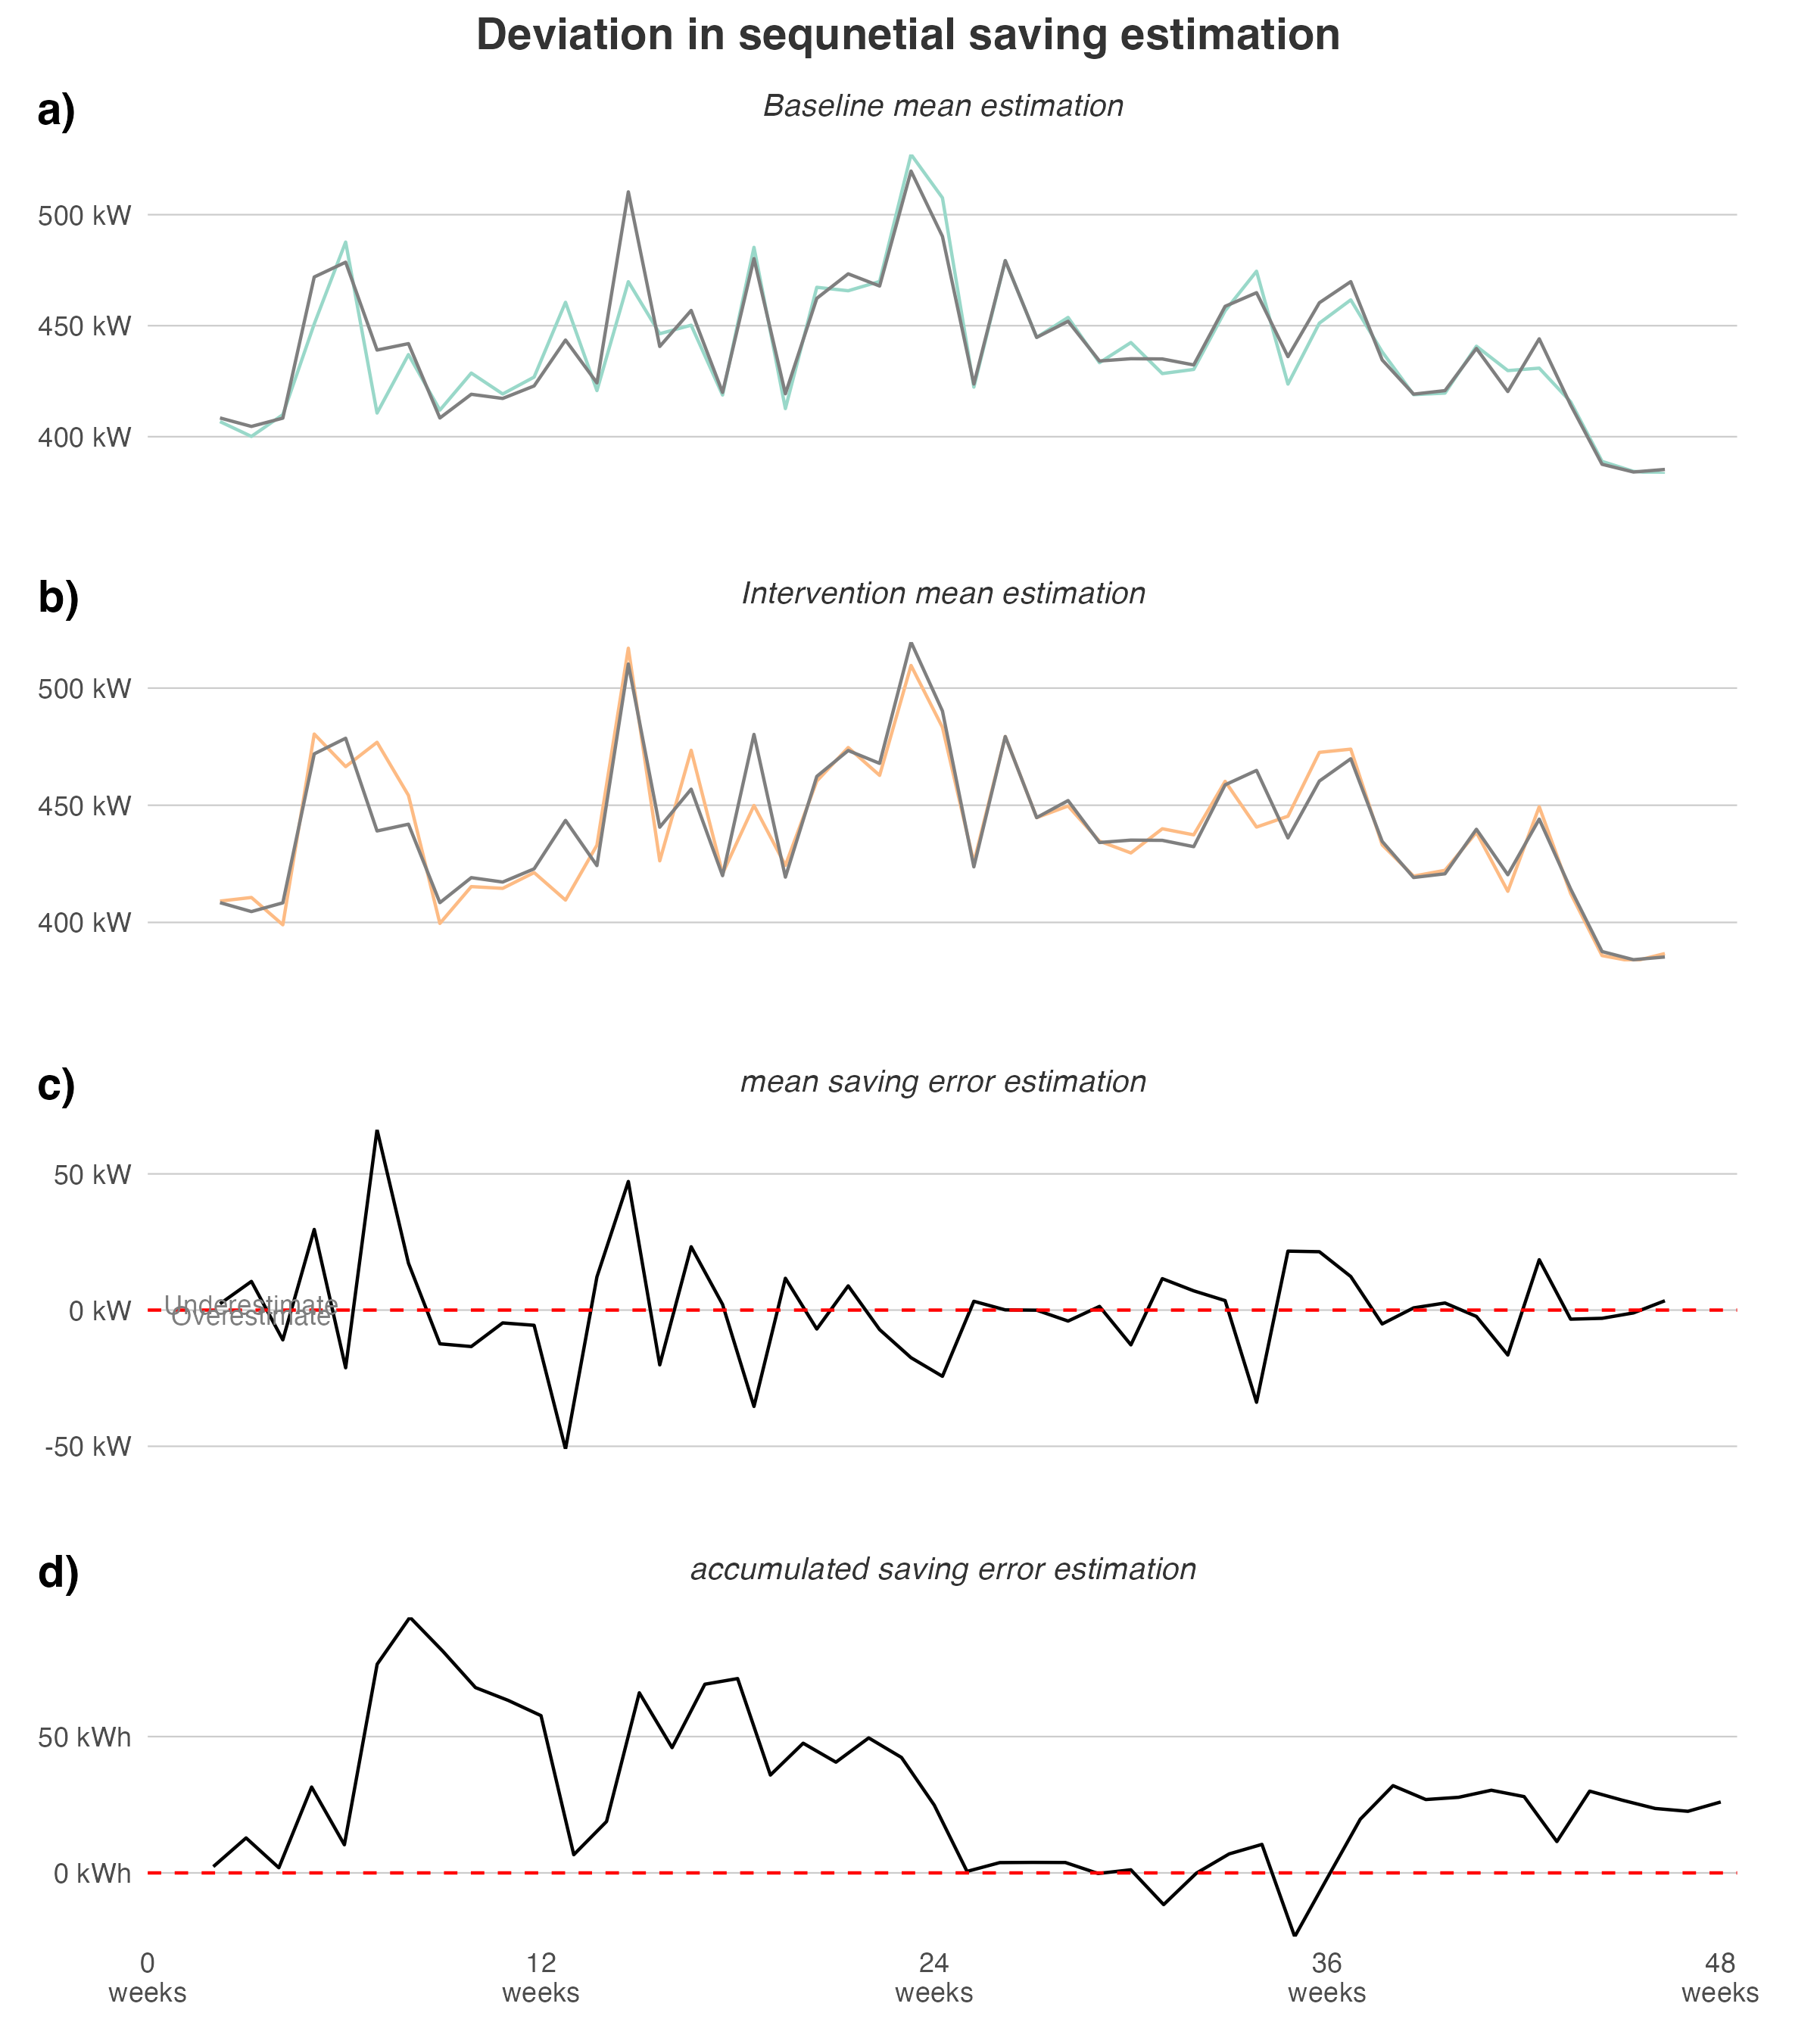 Deviation in sequnetial saving estimation
a)
Baseline mean estimation
500 kW
450 kW
400 kW
b)
Intervention mean estimation
500 kW
450 kW
400 kW
c)
mean saving error estimation
50 kW
Underestimate
0 kW
Overestimate
-50 kW
d)
accumulated saving error estimation
50 kWh
0 kWh
0
weeks
12
weeks
24
weeks
36
weeks
48
weeks